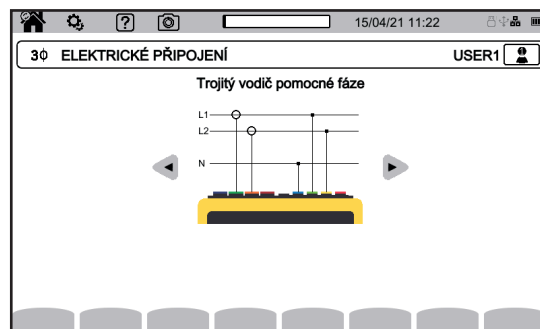 15/04/21 11:22
3Φ ELEKTRICKÉ PŘIPOJENÍ USER1
Trojitý vodič pomocné fáze
L1
L2
N